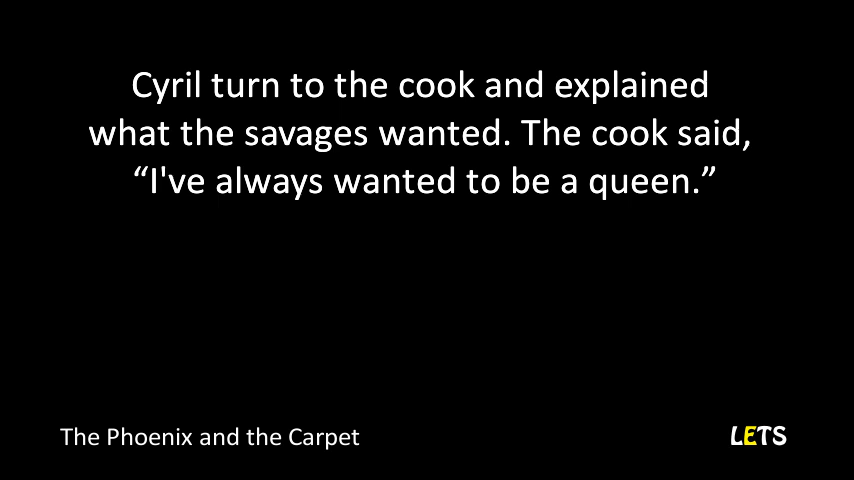 Cyril turn to the cook and explained
what the savages wanted. The cook said,
“I've always wanted to be a queen.”
The Phoenix and the Carpet
LETS